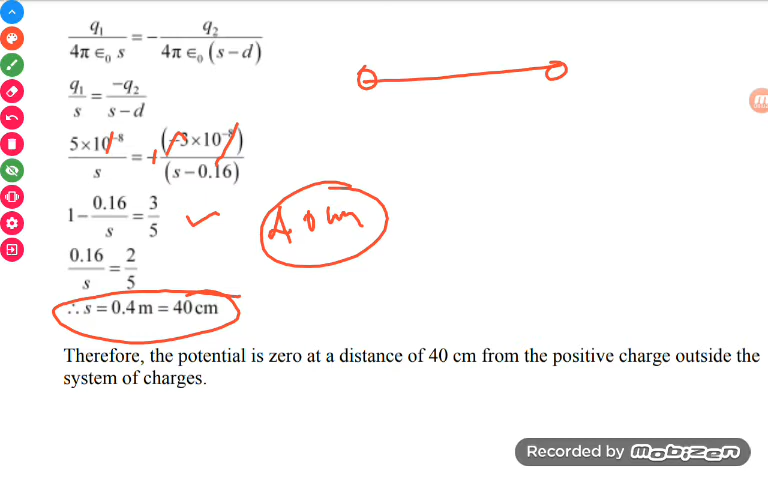 q₁/(4π ∈₀ s) = − q₂/(4π ∈₀ (s−d))
q₁/s = −q₂/(s−d)
5×10⁻⁸/s = − (−3×10⁻⁸)/(s−0.16)
1− 0.16/s = 3/5
40 cm
0.16/s = 2/5
∴ s = 0.4 m = 40 cm
Therefore, the potential is zero at a distance of 40 cm from the positive charge outside the
system of charges.
Recorded by mobizen